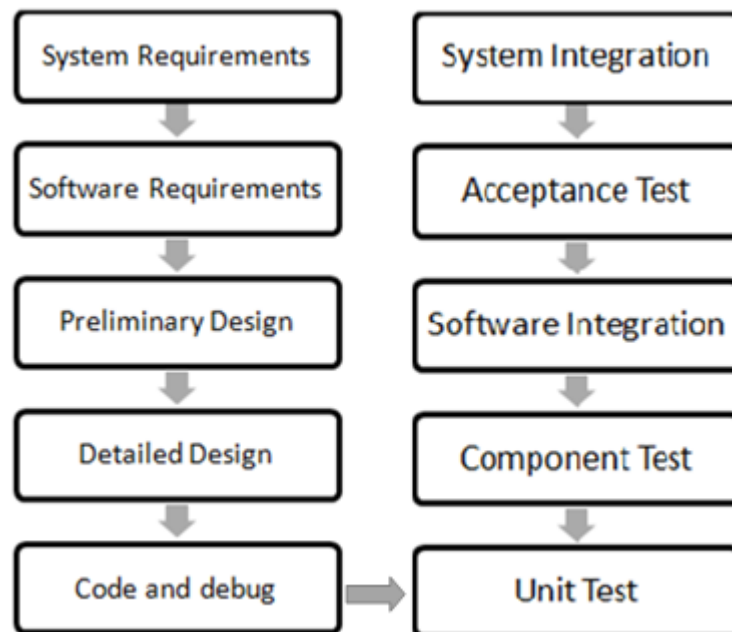 System Requirements
System Integration
Software Requirements
Acceptance Test
Preliminary Design
Software Integration
Detailed Design
Component Test
Code and debug
Unit Test